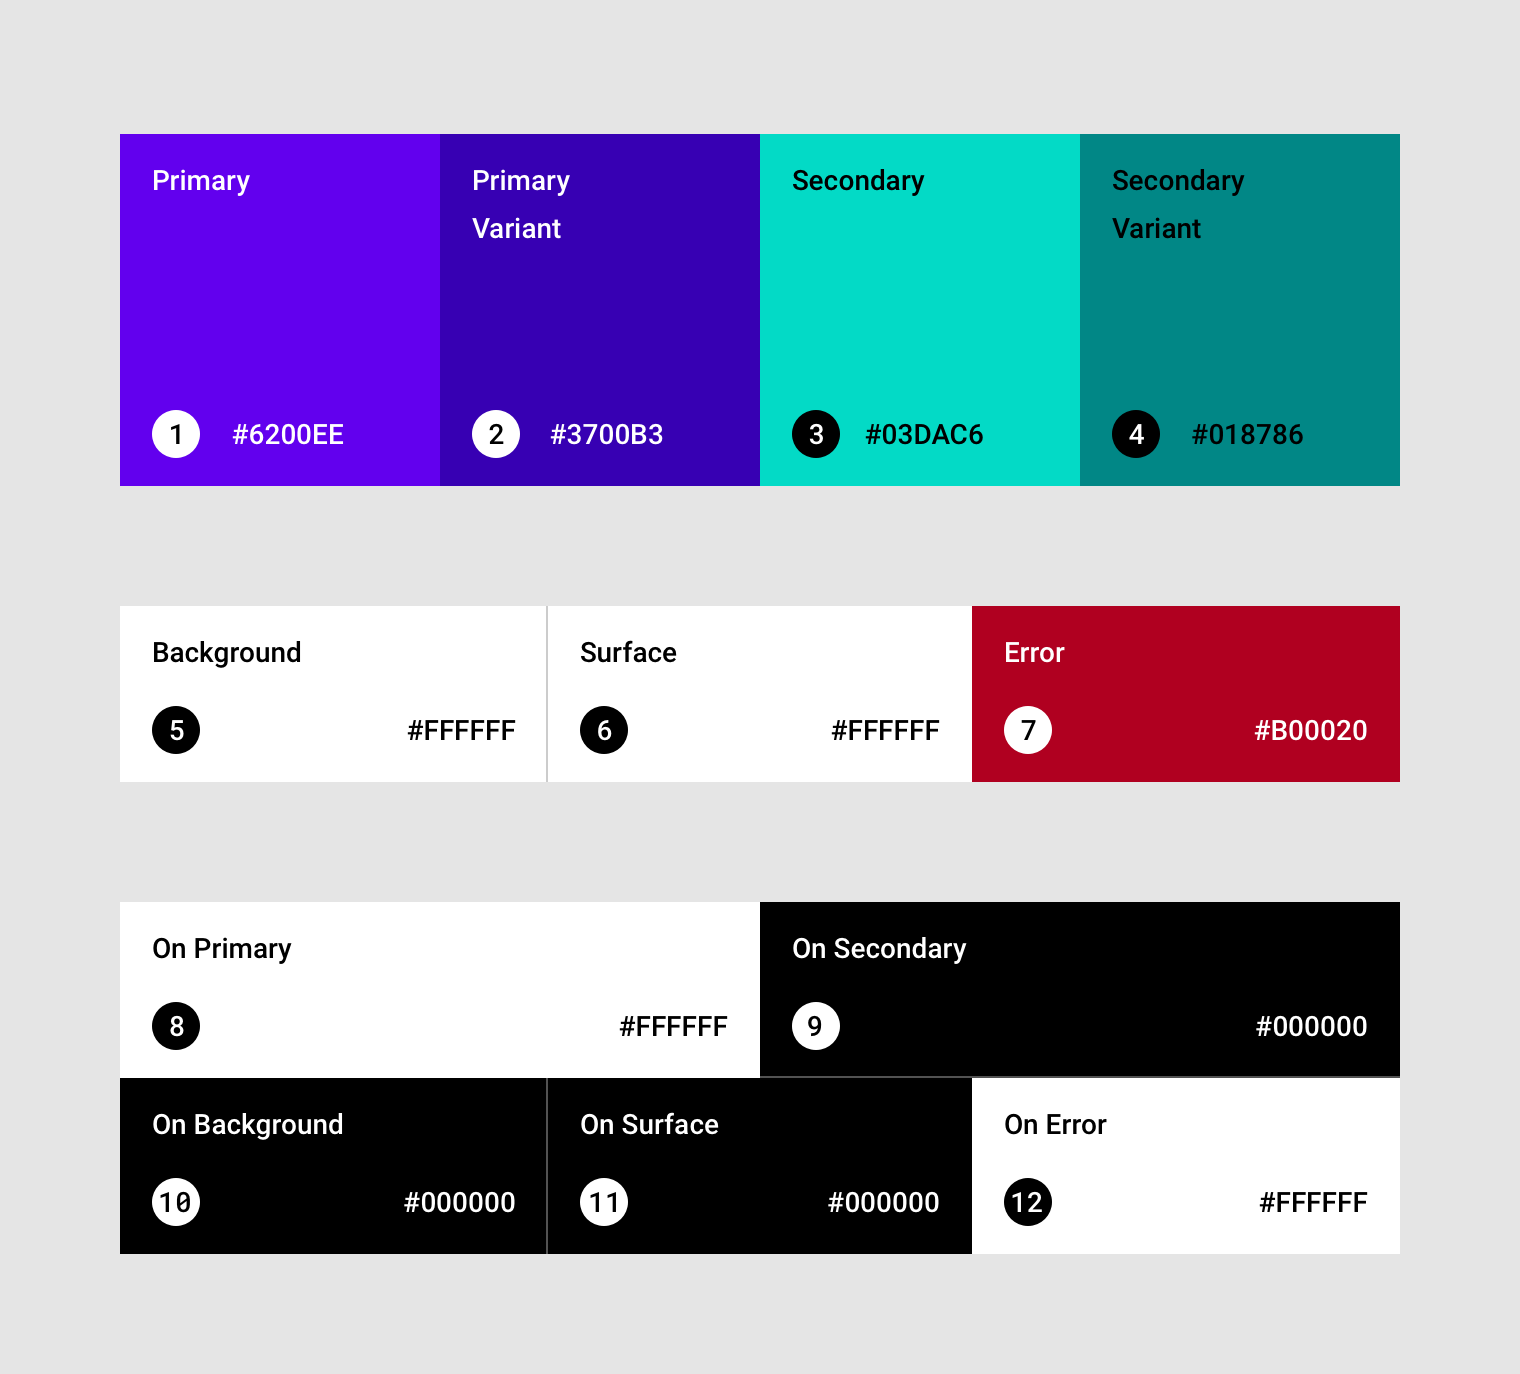 Primary
Primary
Variant
Secondary
Secondary
Variant
1 #6200EE
2 #3700B3
3 #03DAC6
4 #018786
Background
Surface
Error
5 #FFFFFF
6 #FFFFFF
7 #B00020
On Primary
On Secondary
8 #FFFFFF
9 #000000
On Background
On Surface
On Error
10 #000000
11 #000000
12 #FFFFFF